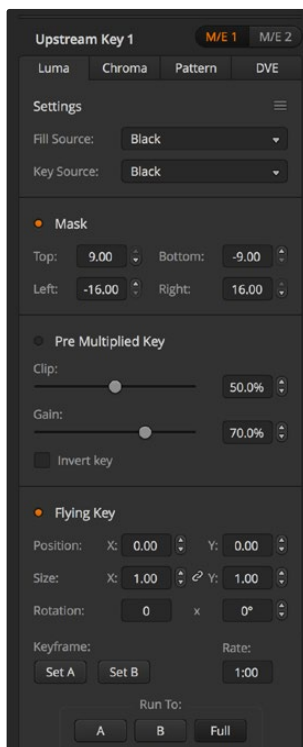 Upstream Key 1 M/E 1 M/E 2
Luma Chroma Pattern DVE
Settings
Fill Source: Black
Key Source: Black
Mask
Top: 9.00 Bottom: -9.00
Left: -16.00 Right: 16.00
Pre Multiplied Key
Clip:
50.0%
Gain:
70.0%
Invert key
Flying Key
Position: X: 0.00 Y: 0.00
Size: X: 1.00 Y: 1.00
Rotation: 0 x 0°
Keyframe: Rate:
Set A Set B 1:00
Run To:
A B Full